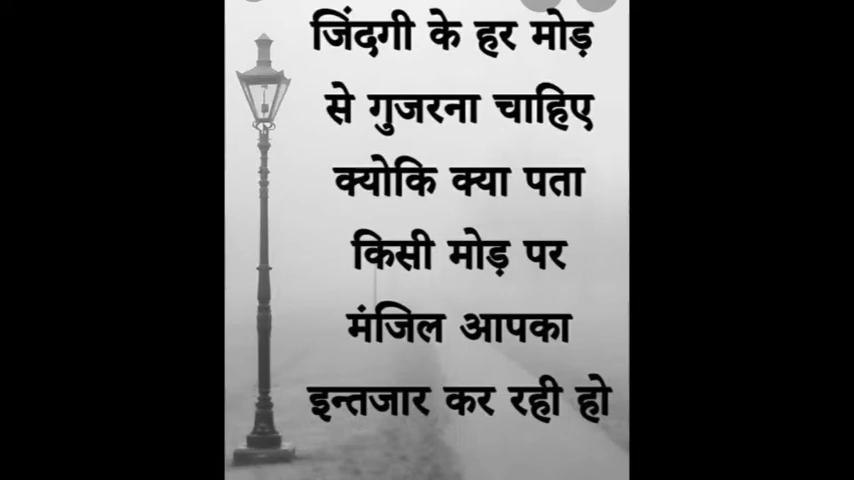 जिंदगी के हर मोड़
से गुजरना चाहिए
क्योकि क्या पता
किसी मोड़ पर
मंजिल आपका
इन्तजार कर रही हो